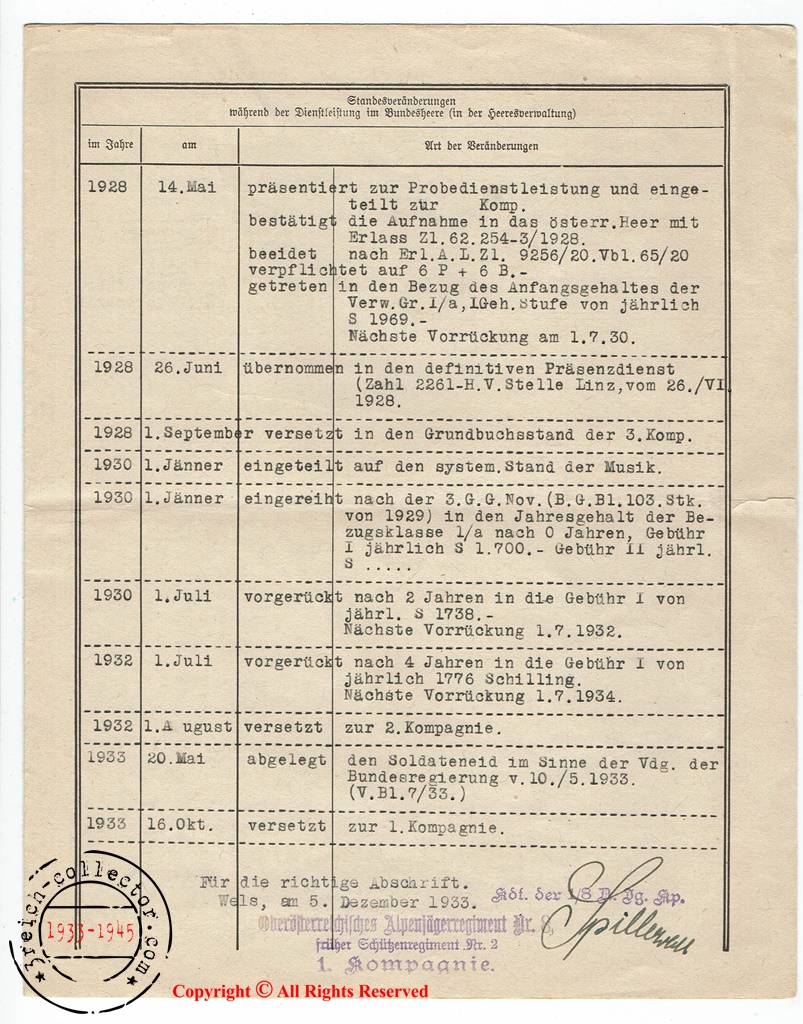 Standesveränderungen
während der Dienstleistung im Bundesheere (in der Heeresverwaltung)
im Jahre am Art der Veränderungen
1928 14.Mai präsentiert zur Probedienstleistung und einge-
teilt zur Komp.
bestätigt die Aufnahme in das österr.Heer mit
Erlass Zl.62.254-3/1928.
beeidet nach Erl.A.L.Zl. 9256/20.Vbl.65/20
verpflichtet auf 6 P + 6 B.-
getreten in den Bezug des Anfangsgehaltes der
Verw.Gr.I/a,1Geh.Stufe von jährlich
S 1969.-
Nächste Vorrückung am 1.7.30.
1928 26.Juni übernommen in den definitiven Präsenzdienst
(Zahl 2261-H.V.Stelle Linz,vom 26./VI
1928.
1928 1.September versetzt in den Grundbuchsstand der 3.Komp.
1930 1.Jänner eingeteilt auf den system.Stand der Musik.
1930 1.Jänner eingereiht nach der 3.G.G.Nov.(B.G.Bl.103.Stk.
von 1929) in den Jahresgehalt der Be-
zugsklasse 1/a nach 0 Jahren, Gebühr
I jährlich S 1.700.- Gebühr II jährl.
S .....
1930 1.Juli vorgerückt nach 2 Jahren in die Gebühr I von
jährl. S 1738.-
Nächste Vorrückung 1.7.1932.
1932 1.Juli vorgerückt nach 4 Jahren in die Gebühr I von
jährlich 1776 Schilling.
Nächste Vorrückung 1.7.1934.
1932 1.A ugust versetzt zur 2.Kompagnie.
1933 20.Mai abgelegt den Soldateneid im Sinne der Vdg. der
Bundesregierung v.10./5.1933.
(V.Bl.7/33.)
1933 16.Okt. versetzt zur 1.Kompagnie.
Für die richtige Abschrift.
Wels, am 5. Dezember 1933.
Kdt. der 1/8 Jg. Kp.
Oberösterreichisches Alpenjägerregiment Nr. 8,
früher Schützenregiment Nr. 2
1. Kompagnie.
3reich-collector.com
1933-1945
Copyright © All Rights Reserved